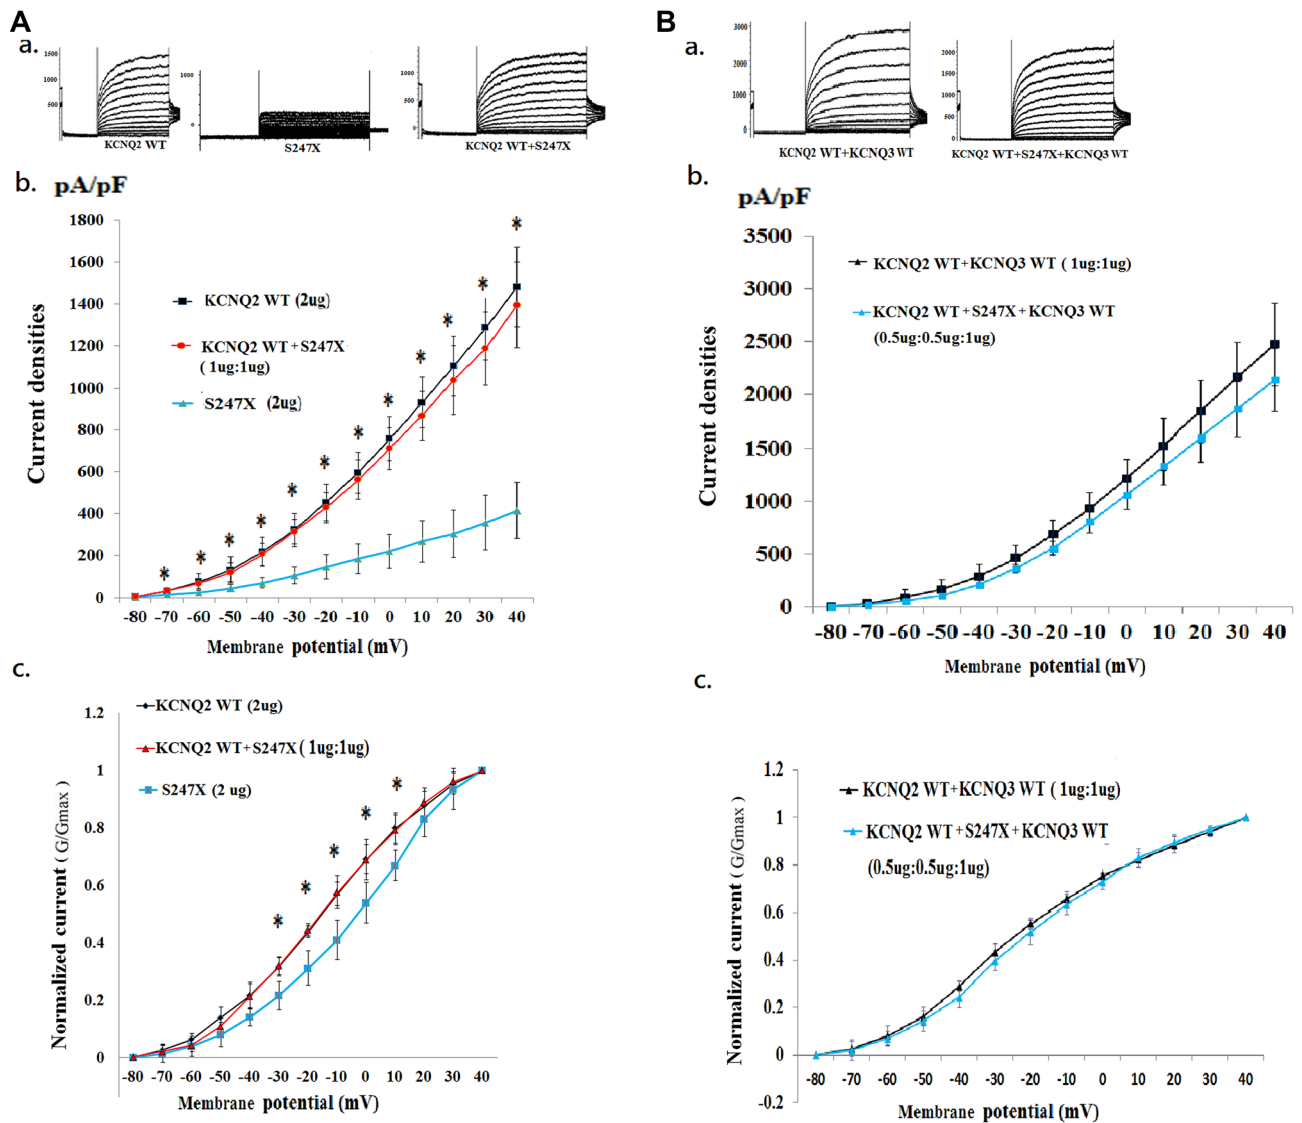 A
a.
1500
1000
500
KCNQ2 WT
1000
0
S247X
1000
500
0
KCNQ2 WT+S247X
b.
pA/pF
1800
1600
1400
1200
1000
800
600
400
200
0
Current densities
KCNQ2 WT (2ug)
KCNQ2 WT+S247X
(1ug:1ug)
S247X (2ug)
* * * * * * * * * * * *
-80 -70 -60 -50 -40 -30 -20 -10 0 10 20 30 40
Membrane potential (mV)
c.
1.2
1
0.8
0.6
0.4
0.2
0
Normalized current ( G/Gmax )
KCNQ2 WT (2ug)
KCNQ2 WT+S247X ( 1ug:1ug)
S247X (2 ug)
* * * * *
-80 -70 -60 -50 -40 -30 -20 -10 0 10 20 30 40
Membrane potential (mV)
B
a.
3000
2000
1000
0
KCNQ2 WT+KCNQ3 WT
2000
1500
1000
500
0
KCNQ2 WT+S247X+KCNQ3 WT
b.
pA/pF
3500
3000
2500
2000
1500
1000
500
0
Current densities
KCNQ2 WT+KCNQ3 WT ( 1ug:1ug)
KCNQ2 WT+S247X+KCNQ3 WT
(0.5ug:0.5ug:1ug)
-80 -70 -60 -50 -40 -30 -20 -10 0 10 20 30 40
Membrane potential (mV)
c.
1.2
1
0.8
0.6
0.4
0.2
0
-0.2
Normalized current ( G/Gmax )
KCNQ2 WT+KCNQ3 WT ( 1ug:1ug)
KCNQ2 WT+S247X+KCNQ3 WT
(0.5ug:0.5ug:1ug)
-80 -70 -60 -50 -40 -30 -20 -10 0 10 20 30 40
Membrane potential (mV)